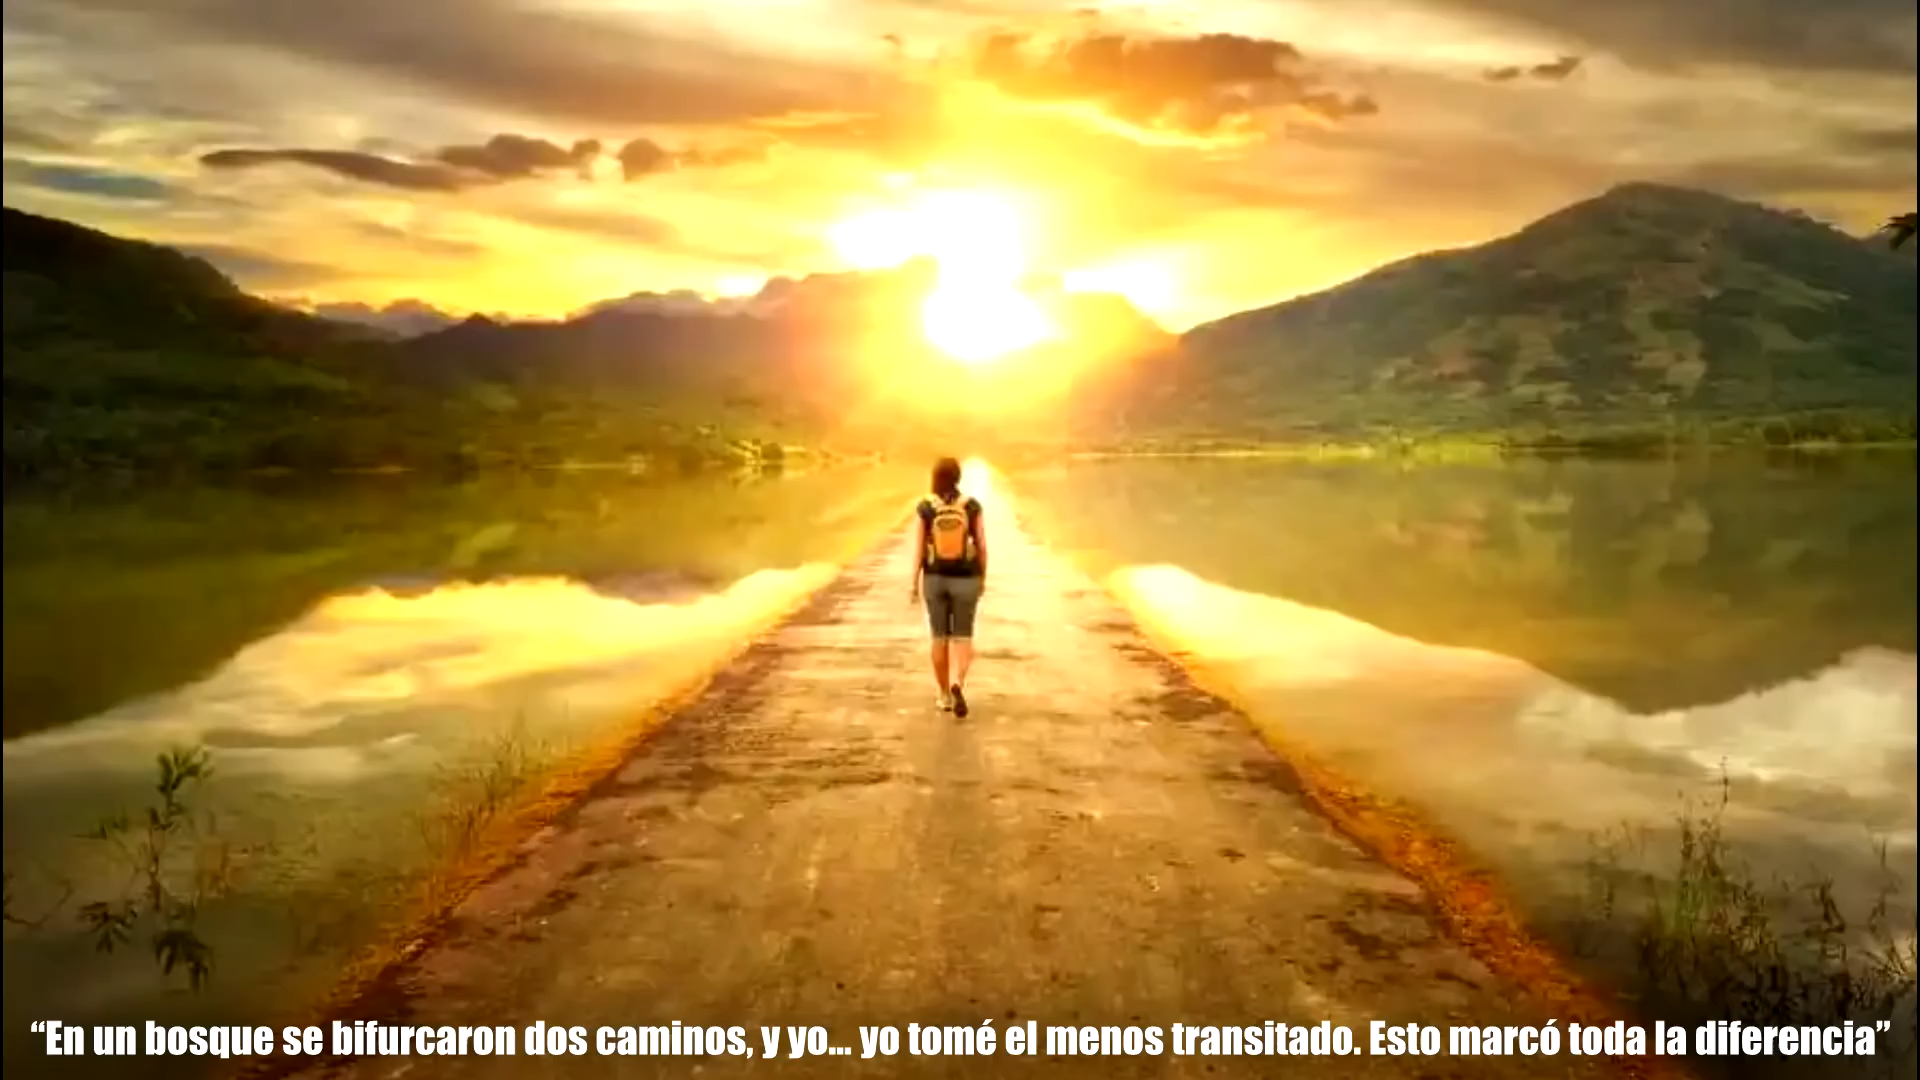 “En un bosque se bifurcaron dos caminos, y yo... yo tomé el menos transitado. Esto marcó toda la diferencia”